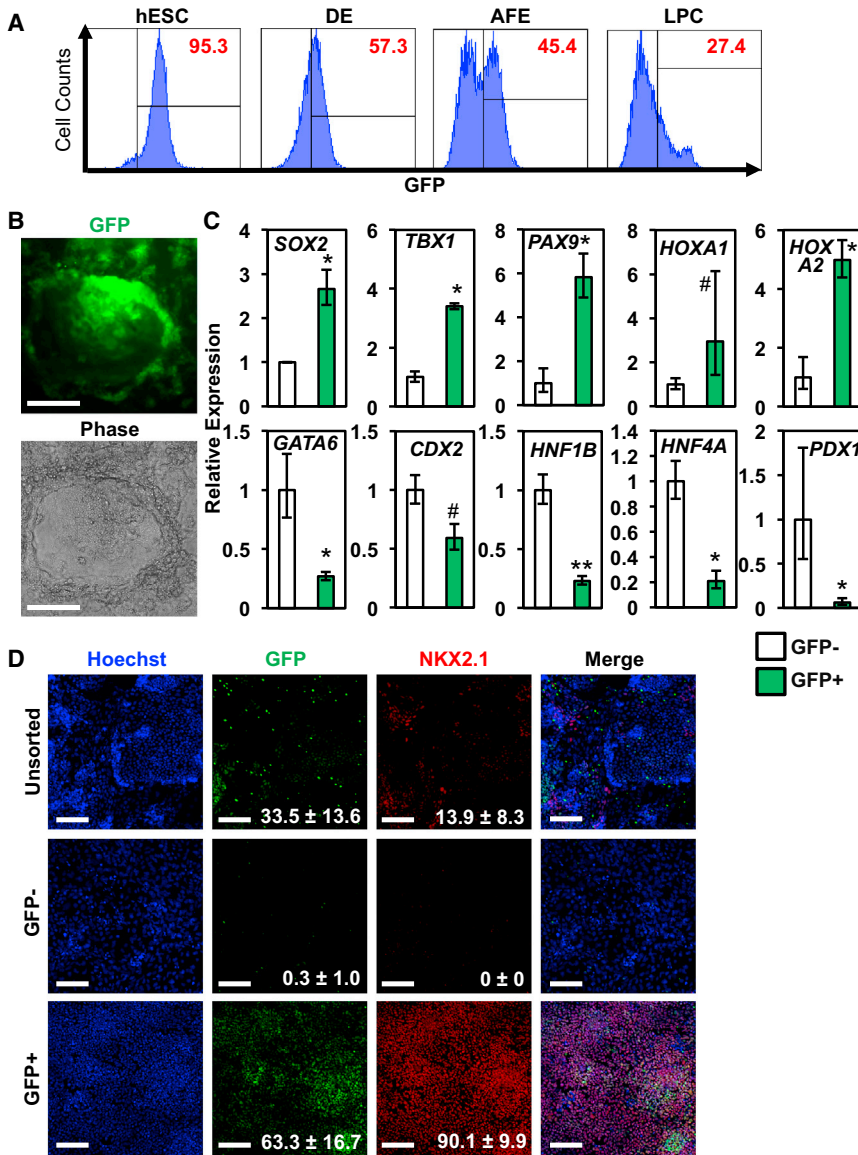 A
hESC DE AFE LPC
95.3 57.3 45.4 27.4
Cell Counts
GFP
B
GFP
Phase
C
Relative Expression
SOX2
*
4
3
2
1
0
TBX1
*
6
4
2
0
PAX9
*
8
6
4
2
0
HOXA1
#
8
6
4
2
0
HOX
A2
*
6
4
2
0
GATA6
*
1.5
1
0.5
0
CDX2
#
1.5
1
0.5
0
HNF1B
**
1.5
1
0.5
0
HNF4A
*
1.4
1.2
1
0.8
0.6
0.4
0.2
0
PDX1
*
2
1.5
1
0.5
0
GFP-
GFP+
D
Hoechst GFP NKX2.1 Merge
Unsorted
33.5 ± 13.6 13.9 ± 8.3
GFP-
0.3 ± 1.0 0 ± 0
GFP+
63.3 ± 16.7 90.1 ± 9.9